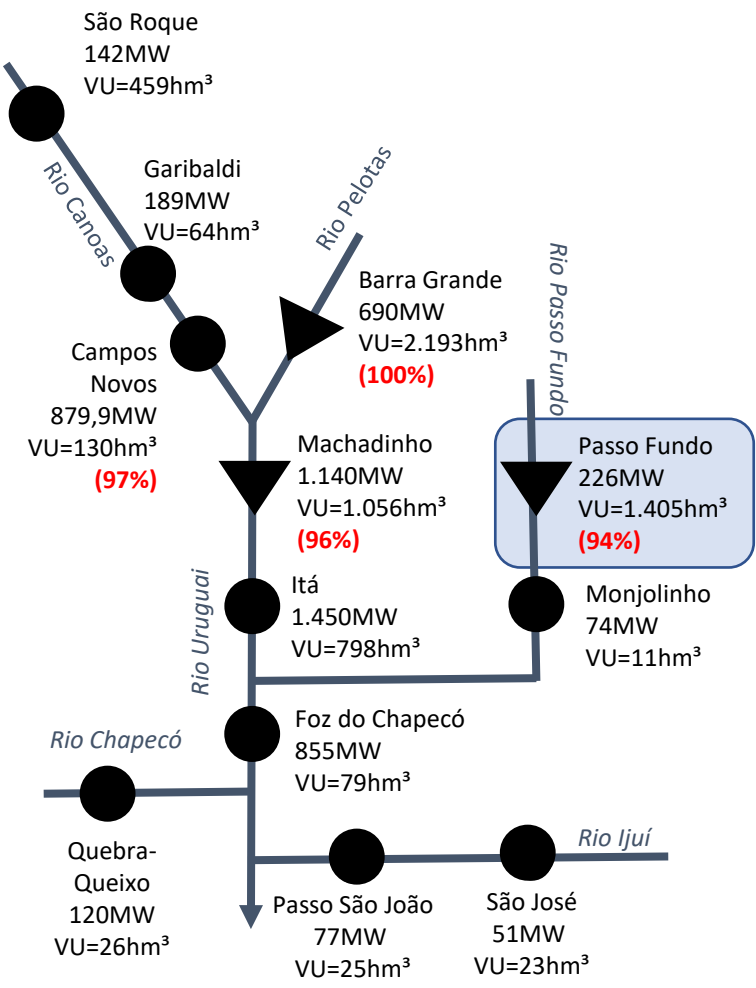 São Roque
142MW
VU=459hm³
Rio Canoas
Garibaldi
189MW
VU=64hm³
Rio Pelotas
Barra Grande
690MW
VU=2.193hm³
(100%)
Rio Passo Fundo
Campos
Novos
879,9MW
VU=130hm³
(97%)
Machadinho
1.140MW
VU=1.056hm³
(96%)
Passo Fundo
226MW
VU=1.405hm³
(94%)
Rio Uruguai
Itá
1.450MW
VU=798hm³
Monjolinho
74MW
VU=11hm³
Foz do Chapecó
855MW
VU=79hm³
Rio Chapecó
Quebra-
Queixo
120MW
VU=26hm³
Rio Ijuí
Passo São João
77MW
VU=25hm³
São José
51MW
VU=23hm³